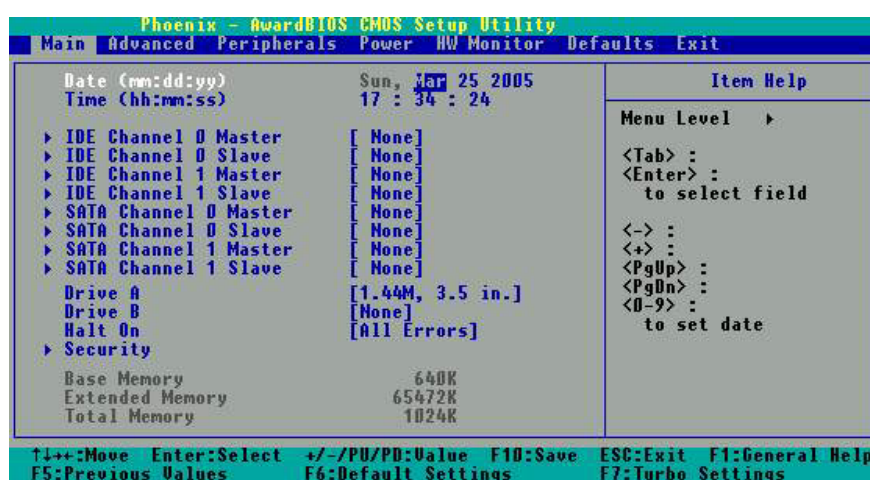 Phoenix - AwardBIOS CMOS Setup Utility
Main Advanced Peripherals Power HW Monitor Defaults Exit
Date (mm:dd:yy) Sun, Mar 25 2005
Time (hh:mm:ss) 17 : 34 : 24
IDE Channel 0 Master [ None]
IDE Channel 0 Slave [ None]
IDE Channel 1 Master [ None]
IDE Channel 1 Slave [ None]
SATA Channel 0 Master [ None]
SATA Channel 0 Slave [ None]
SATA Channel 1 Master [ None]
SATA Channel 1 Slave [ None]
Drive A [1.44M, 3.5 in.]
Drive B [None]
Halt On [All Errors]
Security
Base Memory 640K
Extended Memory 65472K
Total Memory 1024K
Item Help
Menu Level
<Tab> :
<Enter> :
to select field
<-> :
<+> :
<PgUp> :
<PgDn> :
<0-9> :
to set date
↑↓→←:Move Enter:Select +/-/PU/PD:Value F10:Save ESC:Exit F1:General Help
F5:Previous Values F6:Default Settings F7:Turbo Settings